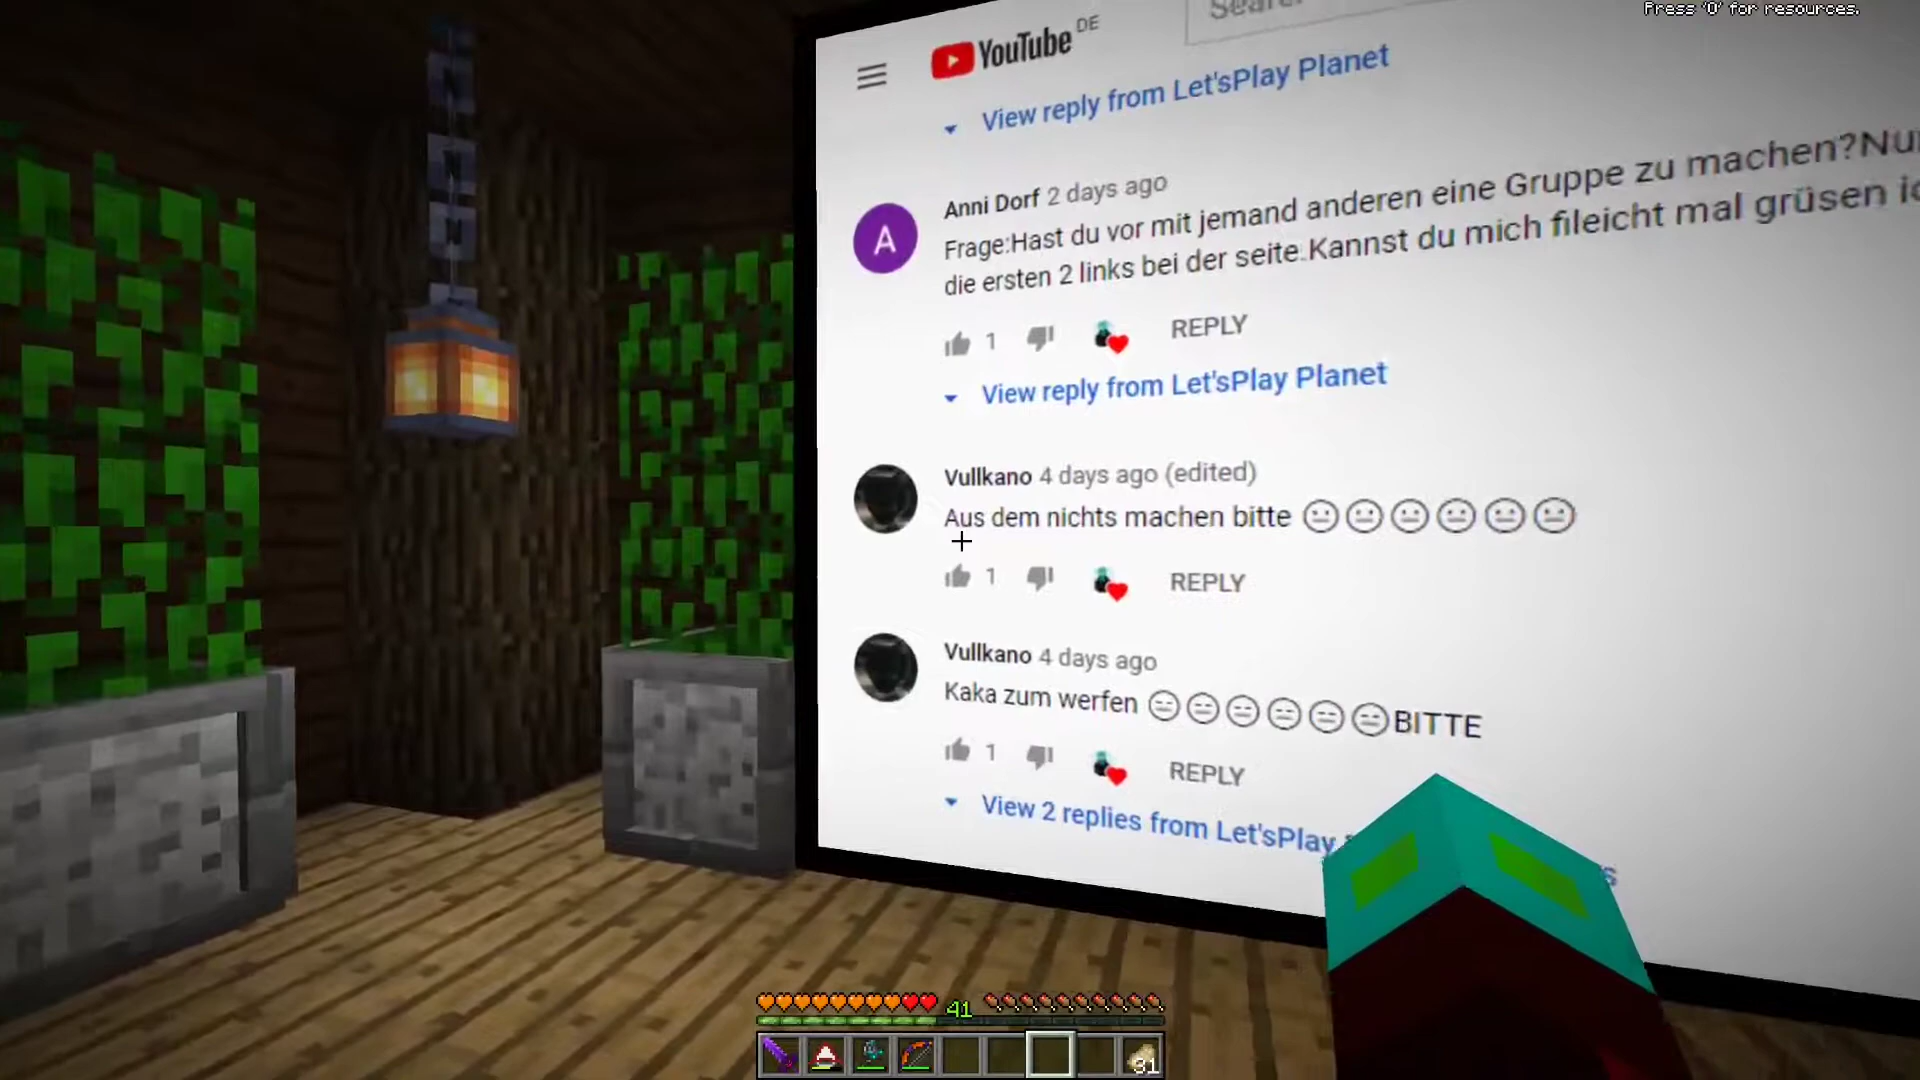 Press '0' for resources.
YouTube DE
Sear
View reply from Let'sPlay Planet
Anni Dorf 2 days ago
Frage:Hast du vor mit jemand anderen eine Gruppe zu machen?Nur
die ersten 2 links bei der seite.Kannst du mich fileicht mal grüsen ic
A
1 REPLY
View reply from Let'sPlay Planet
Vullkano 4 days ago (edited)
Aus dem nichts machen bitte 😐😐😐😐😐😐
1 REPLY
Vullkano 4 days ago
Kaka zum werfen 😑😑😑😑😑😑BITTE
1 REPLY
View 2 replies from Let'sPlay
41
31